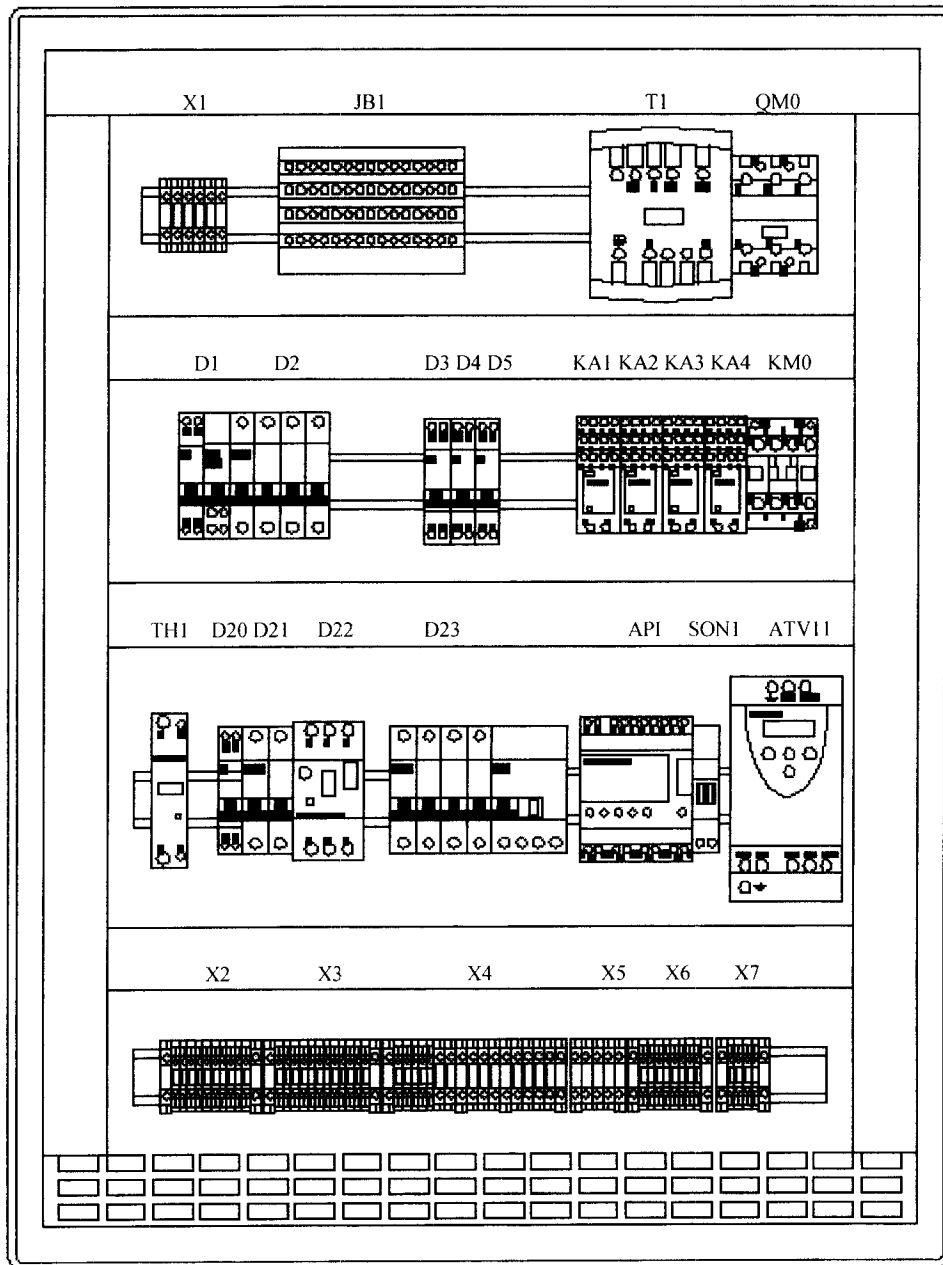 X1 JB1 T1 QM0
D1 D2 D3 D4 D5 KA1 KA2 KA3 KA4 KM0
TH1 D20 D21 D22 D23 API SON1 ATV11
X2 X3 X4 X5 X6 X7